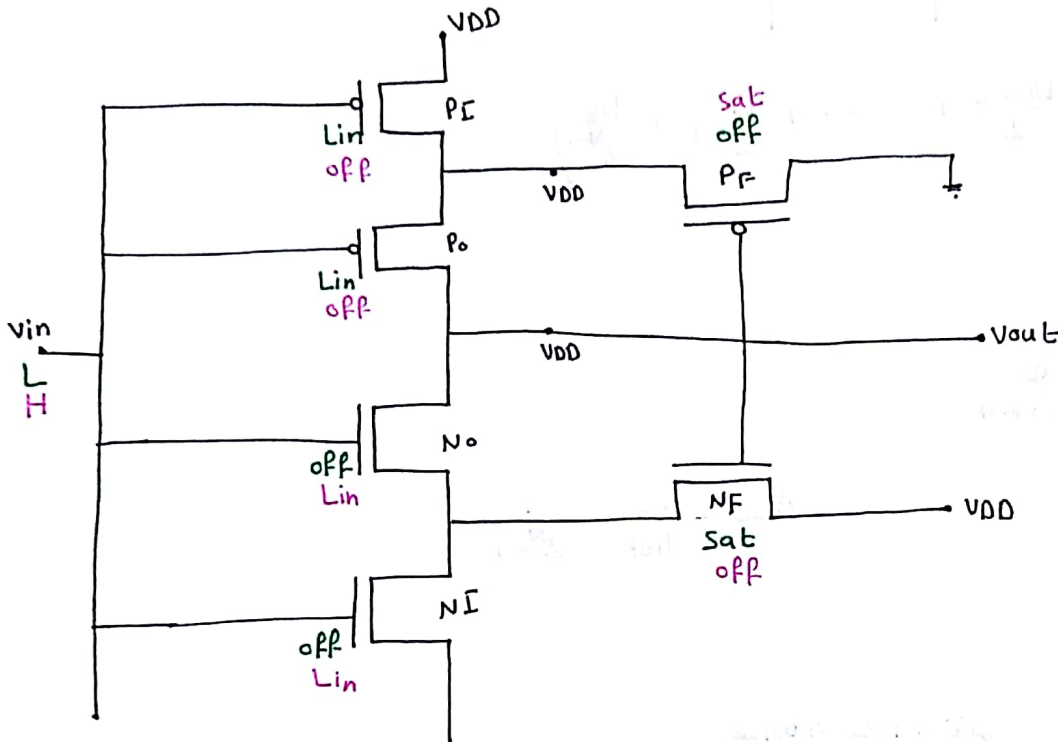 VDD
PI
Lin
off
sat
off
PF
VDD
Po
Lin
off
Vin
L
H
VDD
Vout
No
off
Lin
NF
sat
off
VDD
NI
off
Lin